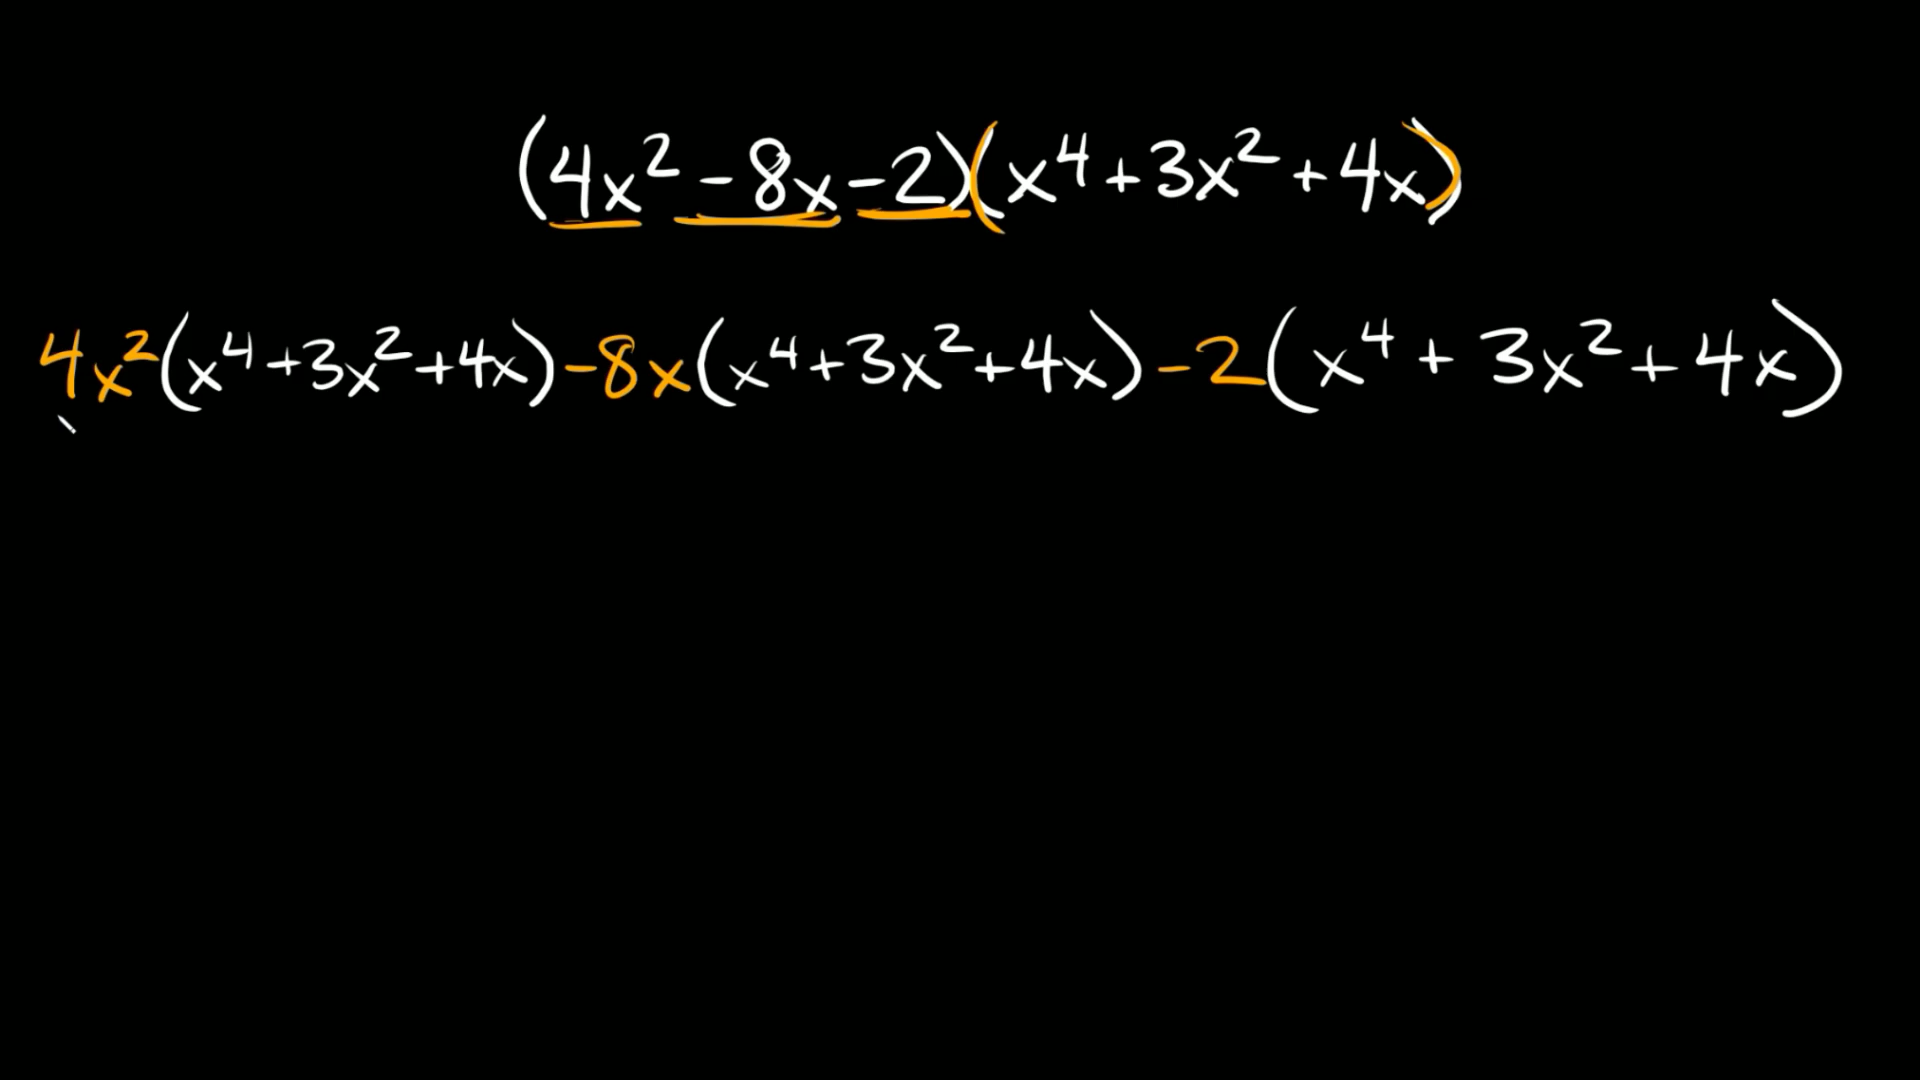 (4x² - 8x - 2)(x⁴ + 3x² + 4x)
4x²(x⁴ + 3x² + 4x) - 8x(x⁴ + 3x² + 4x) - 2(x⁴ + 3x² + 4x)